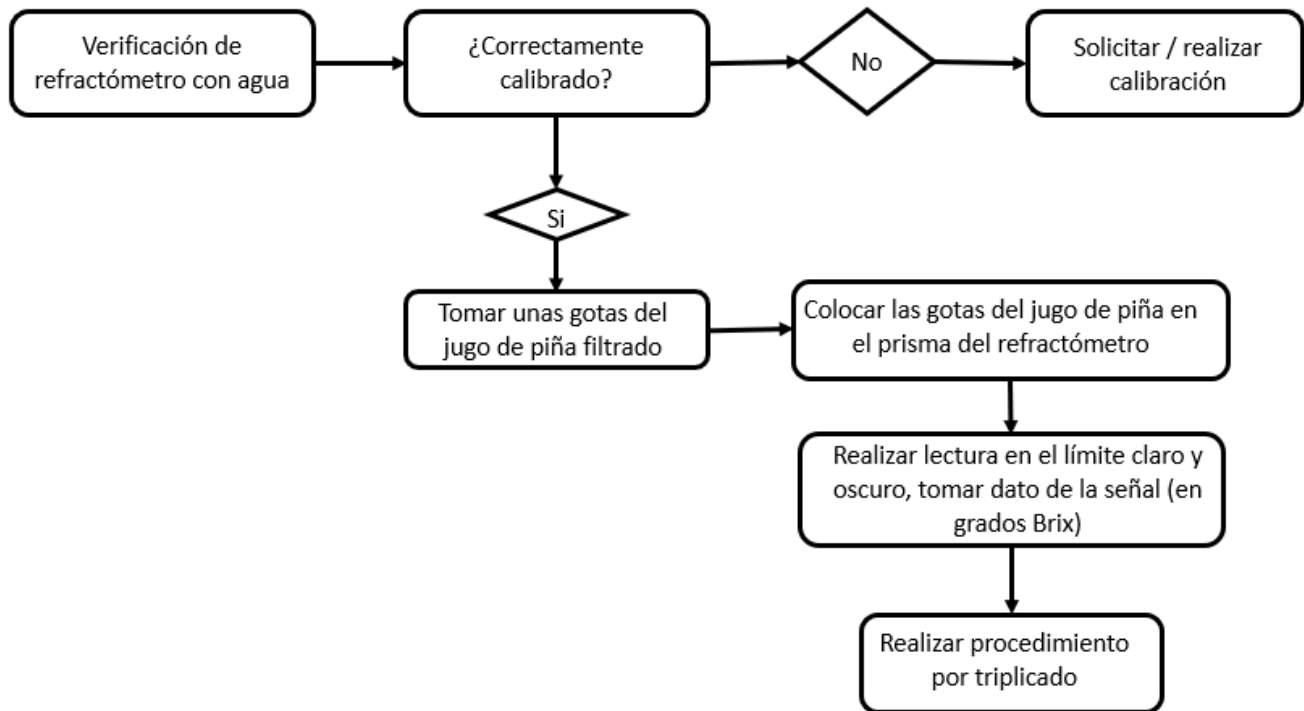 Verificación de
refractómetro con agua
¿Correctamente
calibrado?
No
Solicitar / realizar
calibración
Si
Tomar unas gotas del
jugo de piña filtrado
Colocar las gotas del jugo de piña en
el prisma del refractómetro
Realizar lectura en el límite claro y
oscuro, tomar dato de la señal (en
grados Brix)
Realizar procedimiento
por triplicado